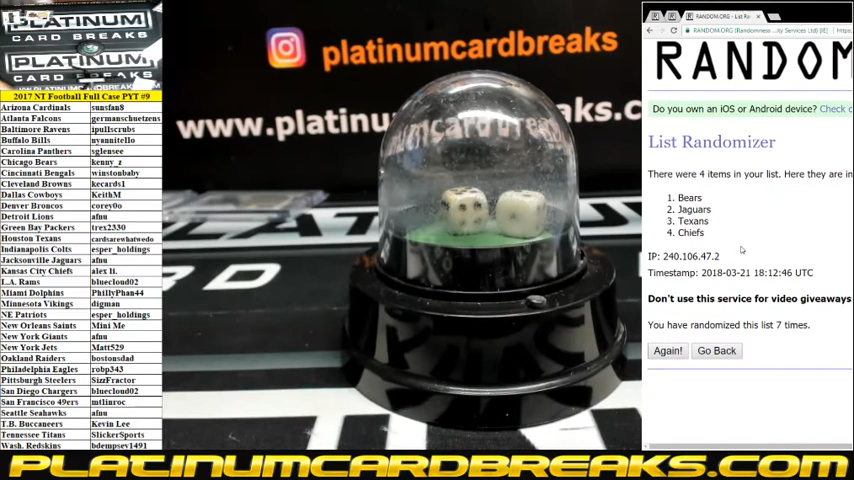 PLATINUM
CARD BREAKS
PLATINUM
CARD BREAKS
2017 NT Football Full Case PYT #9
Arizona Cardinals sunsfan8
Atlanta Falcons germanschuetzens
Baltimore Ravens ipullscrubs
Buffalo Bills nyannitello
Carolina Panthers sglensee
Chicago Bears kenny_z
Cincinnati Bengals winstonbaby
Cleveland Browns kecards1
Dallas Cowboys KeithM
Denver Broncos corey0o
Detroit Lions afnu
Green Bay Packers trex2330
Houston Texans cardsarewhatwedo
Indianapolis Colts esper_holdings
Jacksonville Jaguars afnu
Kansas City Chiefs alex li.
L.A. Rams bluecloud02
Miami Dolphins PhillyPhan44
Minnesota Vikings digman
NE Patriots esper_holdings
New Orleans Saints Mini Me
New York Giants afnu
New York Jets Matt529
Oakland Raiders bostonsdad
Philadelphia Eagles robp343
Pittsburgh Steelers SizzFractor
San Diego Chargers bluecloud02
San Francisco 49ers mtlinroc
Seattle Seahawks afnu
T.B. Buccaneers Kevin Lee
Tennessee Titans SlickerSports
Wash. Redskins bdempsey1491
platinumcardbreaks
RANDOM.ORG - List Ra
RANDOM.ORG (Randomness ...ity Services Ltd) [IE] https://
RANDOM
Do you own an iOS or Android device? Check o
List Randomizer
There were 4 items in your list. Here they are in
1. Bears
2. Jaguars
3. Texans
4. Chiefs
IP: 240.106.47.2
Timestamp: 2018-03-21 18:12:46 UTC
Don't use this service for video giveaways
You have randomized this list 7 times.
Again! Go Back
PLATINUMCARDBREAKS.COM